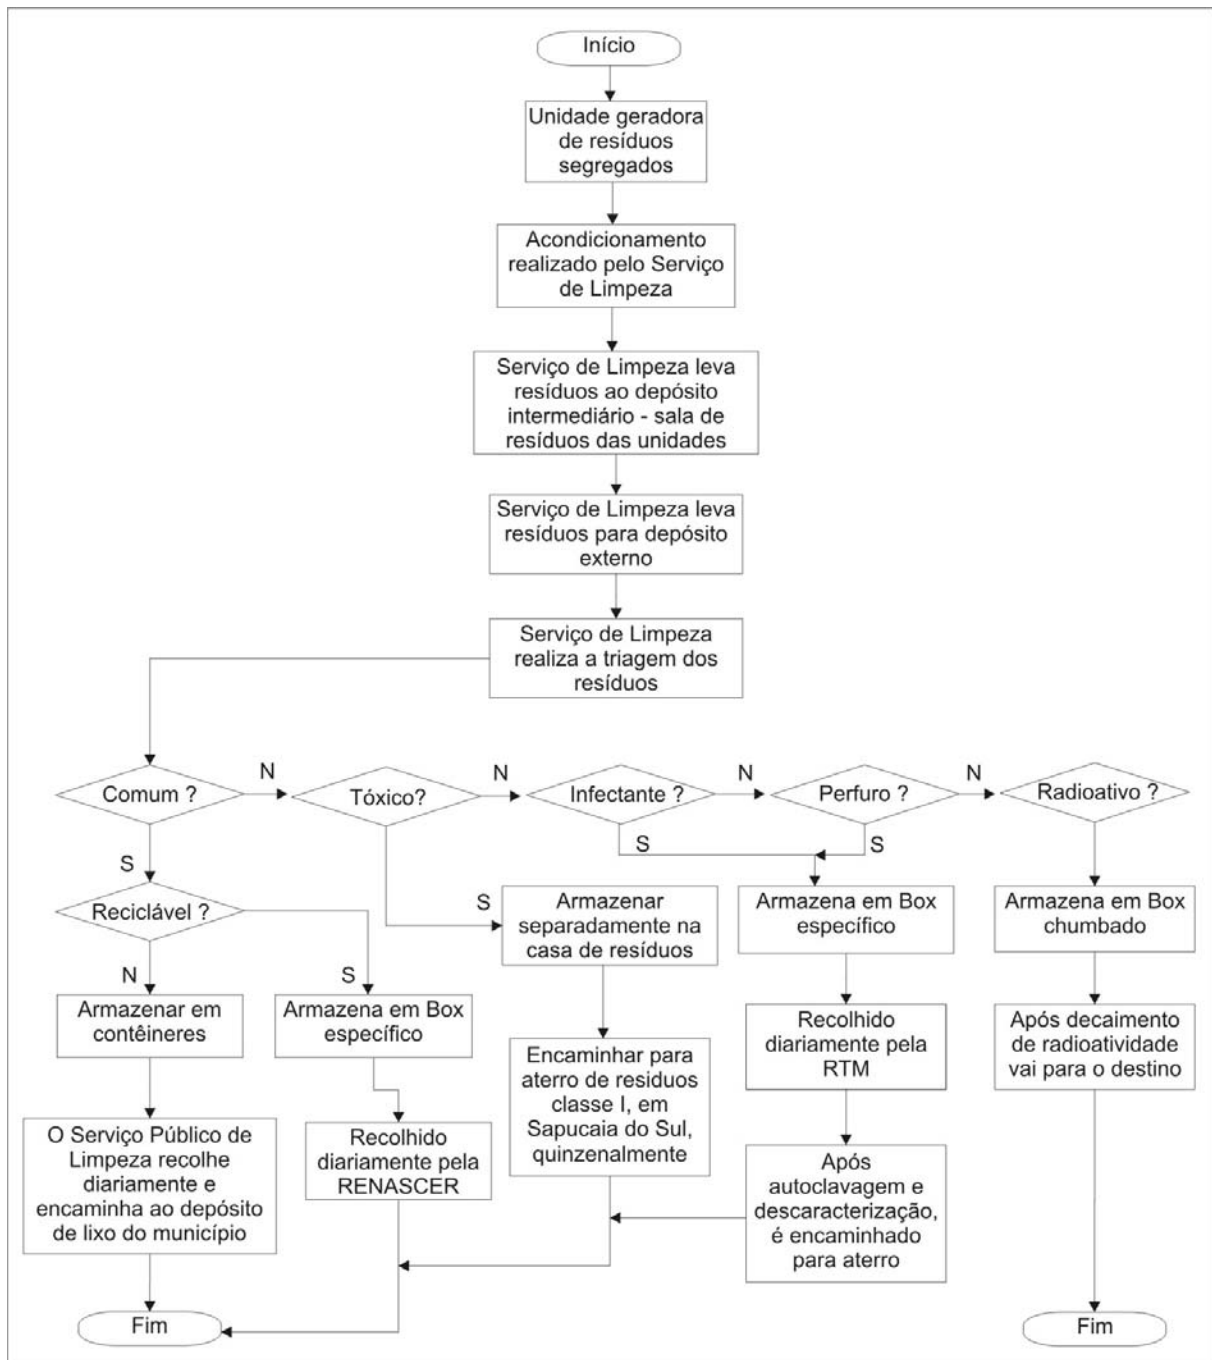 Início
Unidade geradora
de resíduos
segregados
Acondicionamento
realizado pelo Serviço
de Limpeza
Serviço de Limpeza leva
resíduos ao depósito
intermediário - sala de
resíduos das unidades
Serviço de Limpeza leva
resíduos para depósito
externo
Serviço de Limpeza
realiza a triagem dos
resíduos
Comum ?
N
Tóxico?
N
Infectante ?
N
Perfuro ?
N
Radioativo ?
S
S
S
S
Reciclável ?
N
S
Armazenar
separadamente na
casa de resíduos
Armazena em Box
específico
Armazena em Box
chumbado
Armazenar em
contêineres
Armazena em Box
específico
Encaminhar para
aterro de residuos
classe I, em
Sapucaia do Sul,
quinzenalmente
Recolhido
diariamente pela
RTM
Após decaimento
de radioatividade
vai para o destino
O Serviço Público de
Limpeza recolhe
diariamente e
encaminha ao depósito
de lixo do município
Recolhido
diariamente pela
RENASCER
Após
autoclavagem e
descaracterização,
é encaminhado
para aterro
Fim
Fim